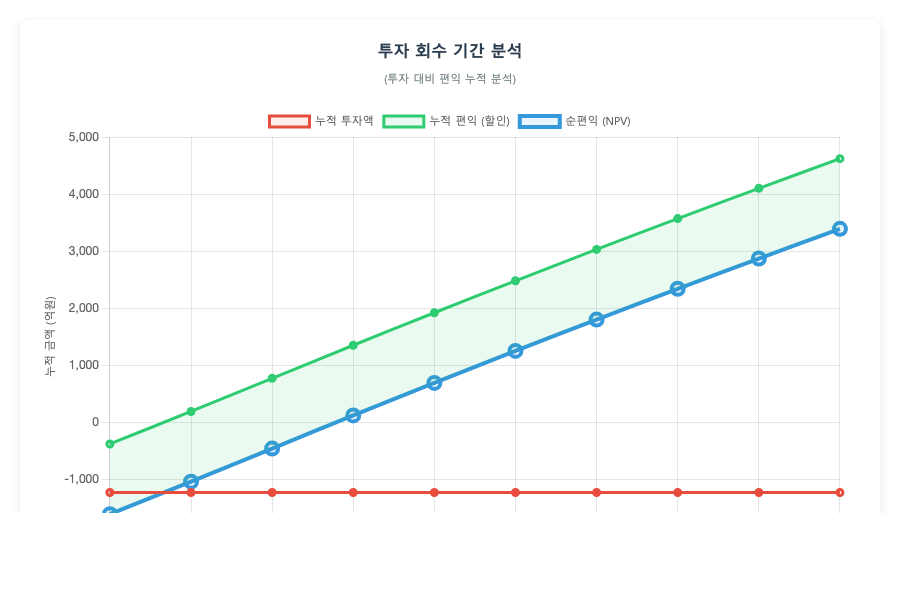 투자 회수 기간 분석
(투자 대비 편익 누적 분석)
누적 투자액 누적 편익 (할인) 순편익 (NPV)
5,000
4,000
3,000
2,000
1,000
0
-1,000
누적 금액 (억원)